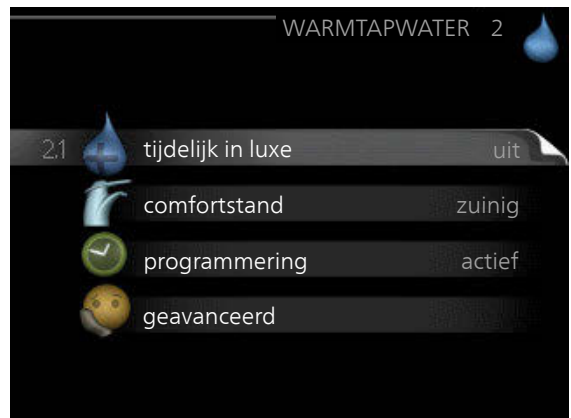 WARMTAPWATER 2
2.1 tijdelijk in luxe uit
comfortstand zuinig
programmering actief
geavanceerd